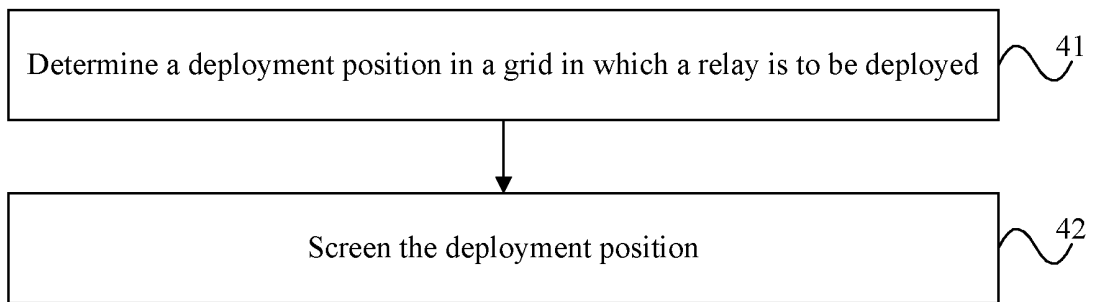 Determine a deployment position in a grid in which a relay is to be deployed
41
Screen the deployment position
42